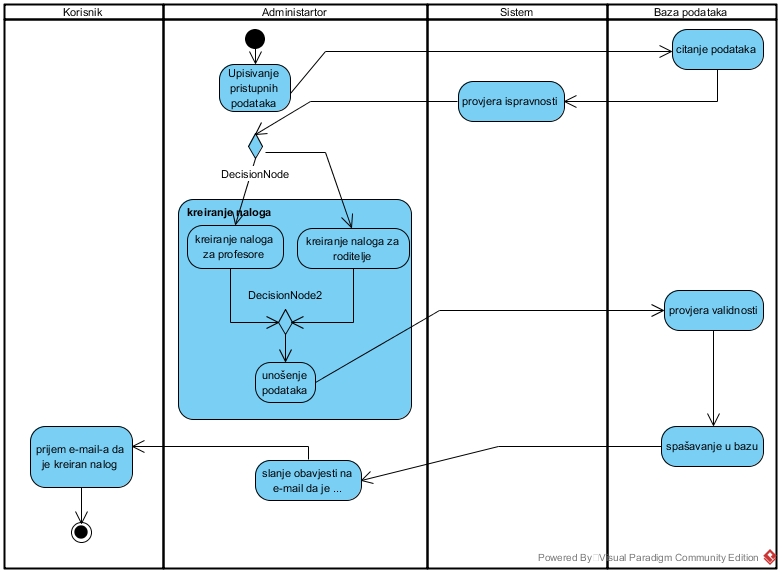 Korisnik
Administartor
Sistem
Baza podataka
Upisivanje
pristupnih
podataka
citanje podataka
provjera ispravnosti
DecisionNode
kreiranje naloga
kreiranje naloga
za profesore
kreiranje naloga za
roditelje
DecisionNode2
unošenje
podataka
provjera validnosti
spašavanje u bazu
slanje obavjesti na
e-mail da je ...
prijem e-mail-a da
je kreiran nalog
Powered By Visual Paradigm Community Edition